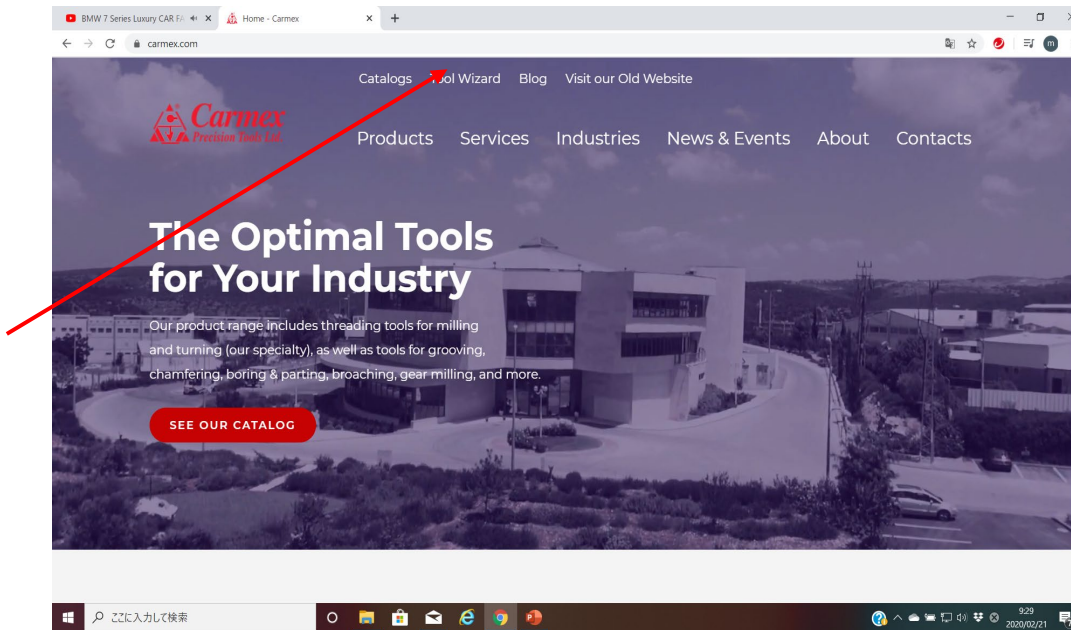 BMW 7 Series Luxury CAR FA
Home - Carmex
carmex.com
Catalogs Tool Wizard Blog Visit our Old Website
Carmex
Precision Tools Ltd.
Products Services Industries News & Events About Contacts
The Optimal Tools
for Your Industry
Our product range includes threading tools for milling
and turning (our specialty), as well as tools for grooving,
chamfering, boring & parting, broaching, gear milling, and more.
SEE OUR CATALOG
ここに入力して検索
9:29
2020/02/21